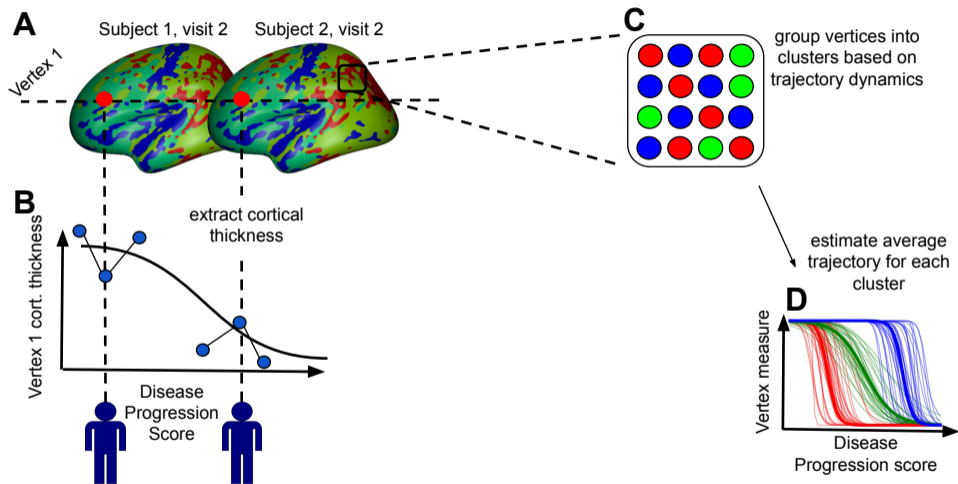 A
Subject 1, visit 2
Subject 2, visit 2
Vertex 1
C
group vertices into
clusters based on
trajectory dynamics
B
extract cortical
thickness
Vertex 1 cort. thickness
Disease
Progression
Score
estimate average
trajectory for each
cluster
D
Vertex measure
Disease
Progression score